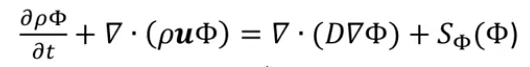 ∂ρΦ/∂t + ∇ · (ρuΦ) = ∇ · (D∇Φ) + S_Φ(Φ)